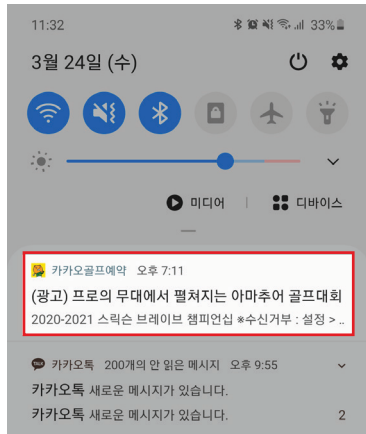 11:32
33%
3월 24일 (수)
미디어
디바이스
카카오골프예약 오후 7:11
(광고) 프로의 무대에서 펼쳐지는 아마추어 골프대회
2020-2021 스릭슨 브레이브 챔피언십 ※수신거부 : 설정 > ..
TALK 카카오톡 200개의 안 읽은 메시지 오후 9:55
카카오톡 새로운 메시지가 있습니다.
카카오톡 새로운 메시지가 있습니다. 2